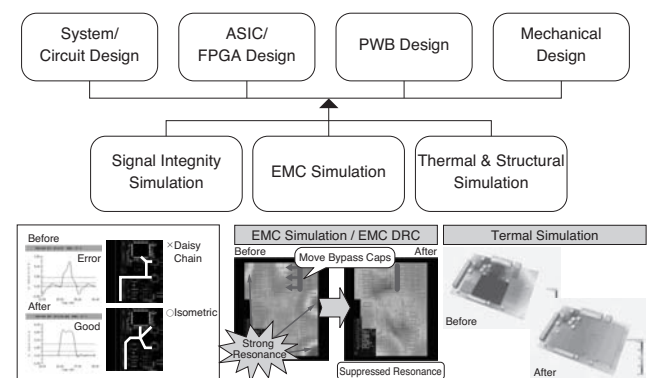 System/
Circuit Design
ASIC/
FPGA Design
PWB Design
Mechanical
Design
Signal Integnity
Simulation
EMC Simulation
Thermal & Structural
Simulation
Before
Error
×Daisy
Chain
After
Good
○Isometric
EMC Simulation / EMC DRC
Before
After
Move Bypass Caps
Strong
Resonance
Suppressed Resonance
Termal Simulation
Before
After